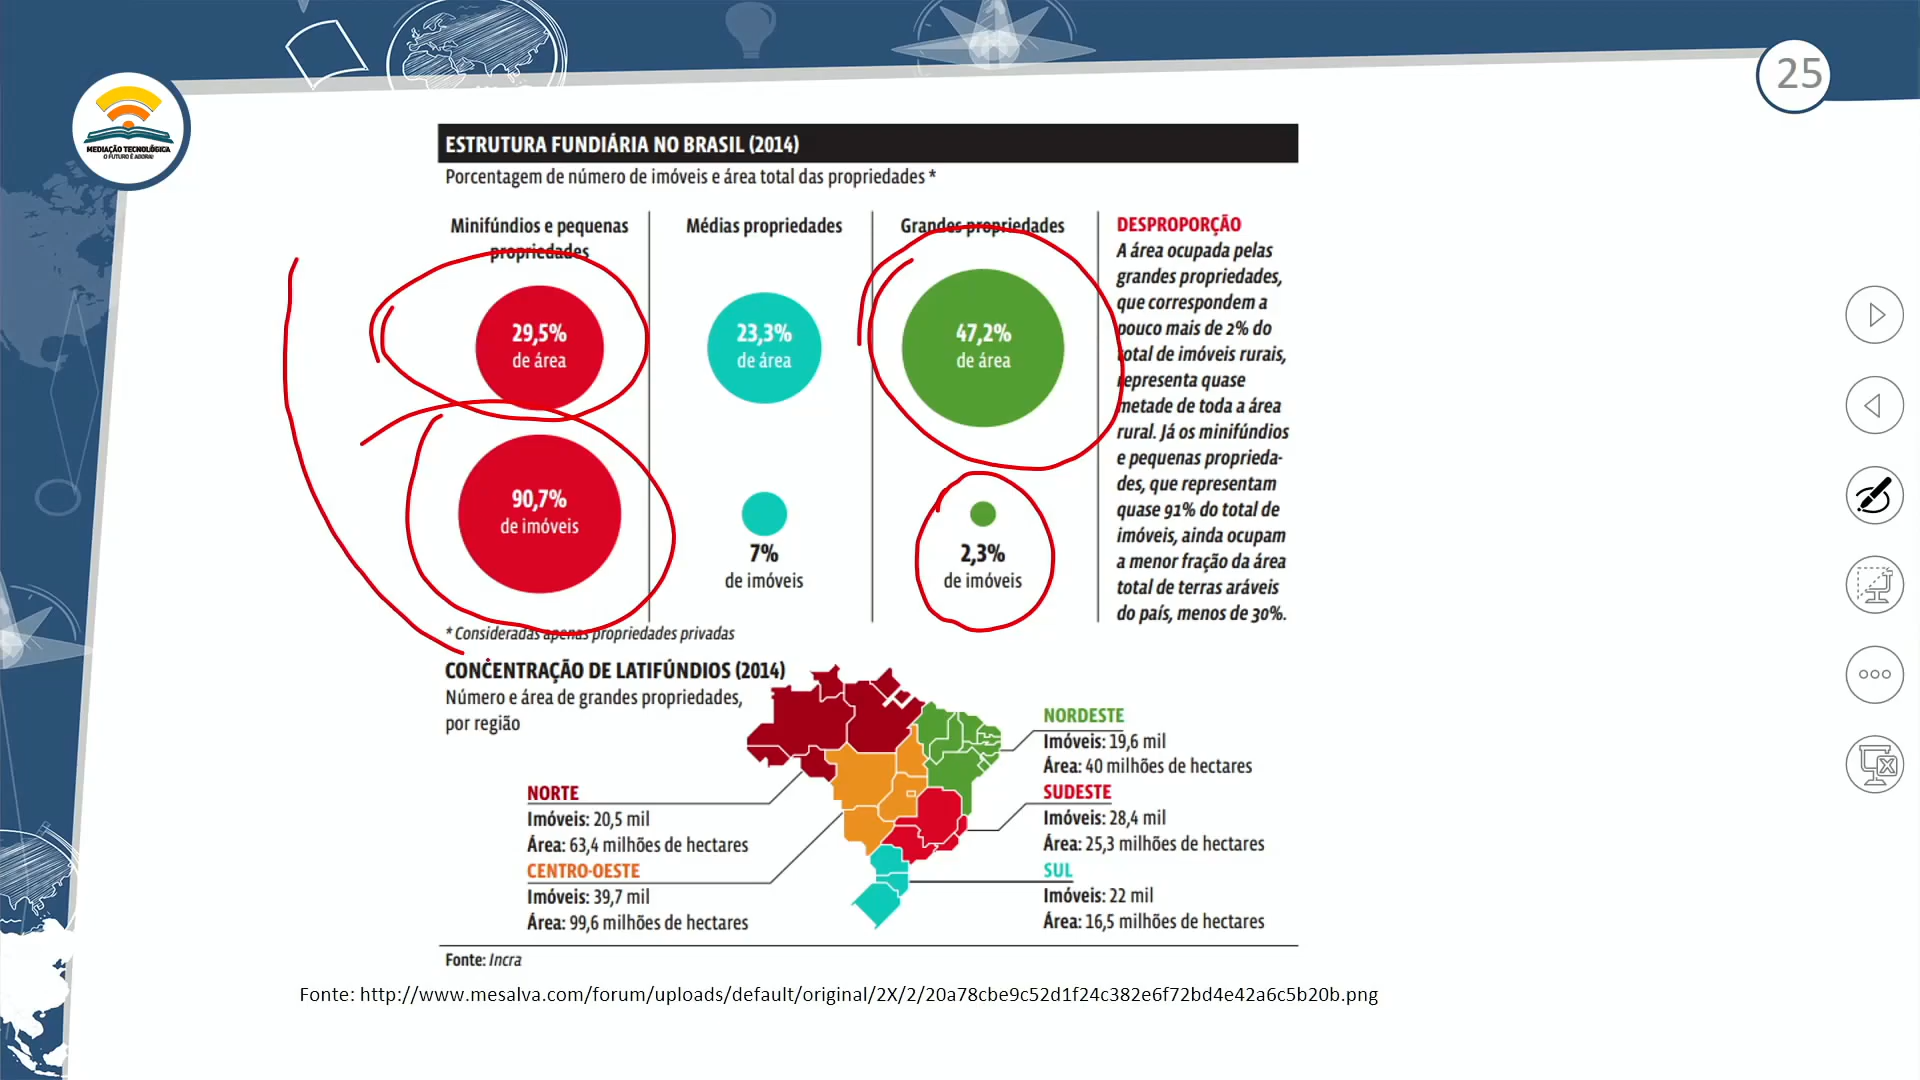 25
MEDIAÇÃO TECNOLÓGICA
O FUTURO É AGORA!
ESTRUTURA FUNDIÁRIA NO BRASIL (2014)
Porcentagem de número de imóveis e área total das propriedades *
Minifúndios e pequenas
propriedades
29,5%
de área
90,7%
de imóveis
Médias propriedades
23,3%
de área
7%
de imóveis
Grandes propriedades
47,2%
de área
2,3%
de imóveis
DESPROPORÇÃO
A área ocupada pelas
grandes propriedades,
que correspondem a
pouco mais de 2% do
total de imóveis rurais,
representa quase
metade de toda a área
rural. Já os minifúndios
e pequenas proprieda-
des, que representam
quase 91% do total de
imóveis, ainda ocupam
a menor fração da área
total de terras aráveis
do país, menos de 30%.
* Consideradas apenas propriedades privadas
CONCENTRAÇÃO DE LATIFÚNDIOS (2014)
Número e área de grandes propriedades,
por região
NORTE
Imóveis: 20,5 mil
Área: 63,4 milhões de hectares
CENTRO-OESTE
Imóveis: 39,7 mil
Área: 99,6 milhões de hectares
NORDESTE
Imóveis: 19,6 mil
Área: 40 milhões de hectares
SUDESTE
Imóveis: 28,4 mil
Área: 25,3 milhões de hectares
SUL
Imóveis: 22 mil
Área: 16,5 milhões de hectares
Fonte: Incra
Fonte: http://www.mesalva.com/forum/uploads/default/original/2X/2/20a78cbe9c52d1f24c382e6f72bd4e42a6c5b20b.png